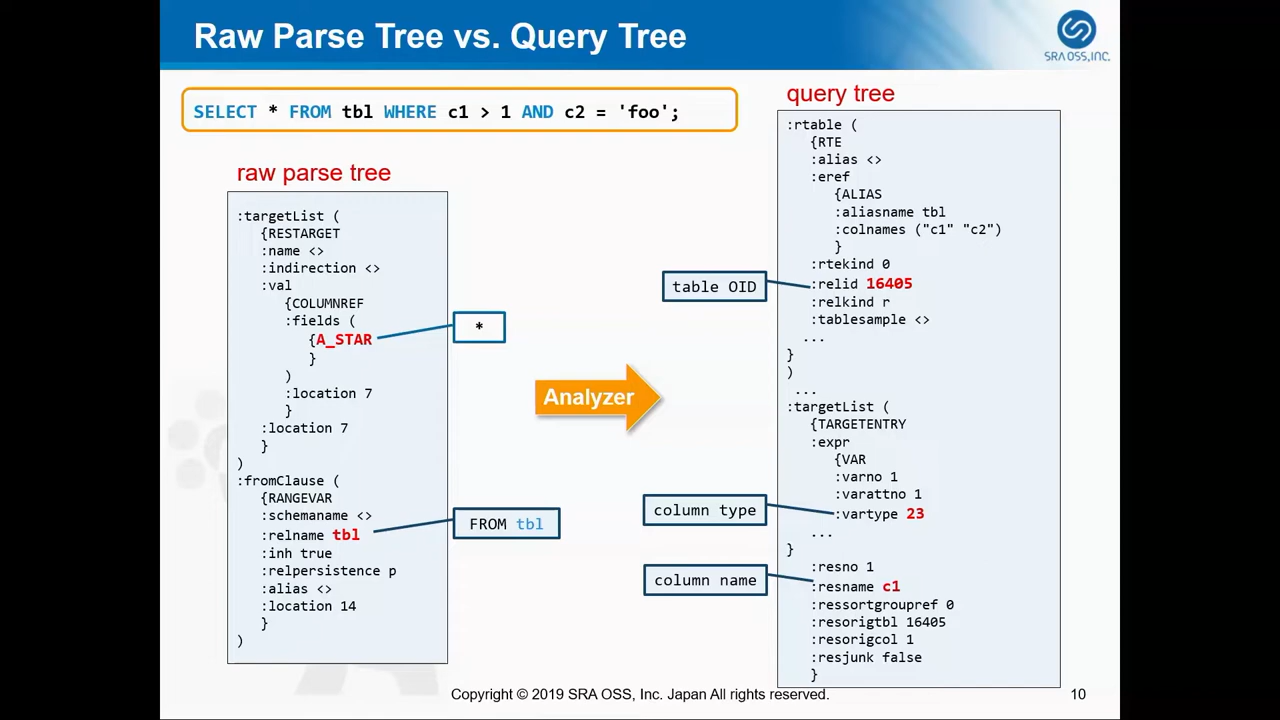 Raw Parse Tree vs. Query Tree
SRA OSS, INC.
SELECT * FROM tbl WHERE c1 > 1 AND c2 = 'foo';
raw parse tree
:targetList (
{RESTARGET
:name <>
:indirection <>
:val
{COLUMNREF
:fields (
{A_STAR
}
)
:location 7
}
:location 7
}
)
:fromClause (
{RANGEVAR
:schemaname <>
:relname tbl
:inh true
:relpersistence p
:alias <>
:location 14
}
)
*
FROM tbl
Analyzer
query tree
:rtable (
{RTE
:alias <>
:eref
{ALIAS
:aliasname tbl
:colnames ("c1" "c2")
}
:rtekind 0
:relid 16405
:relkind r
:tablesample <>
...
}
)
...
:targetList (
{TARGETENTRY
:expr
{VAR
:varno 1
:varattno 1
:vartype 23
...
}
:resno 1
:resname c1
:ressortgroupref 0
:resorigtbl 16405
:resorigcol 1
:resjunk false
}
table OID
column type
column name
Copyright © 2019 SRA OSS, Inc. Japan All rights reserved.
10